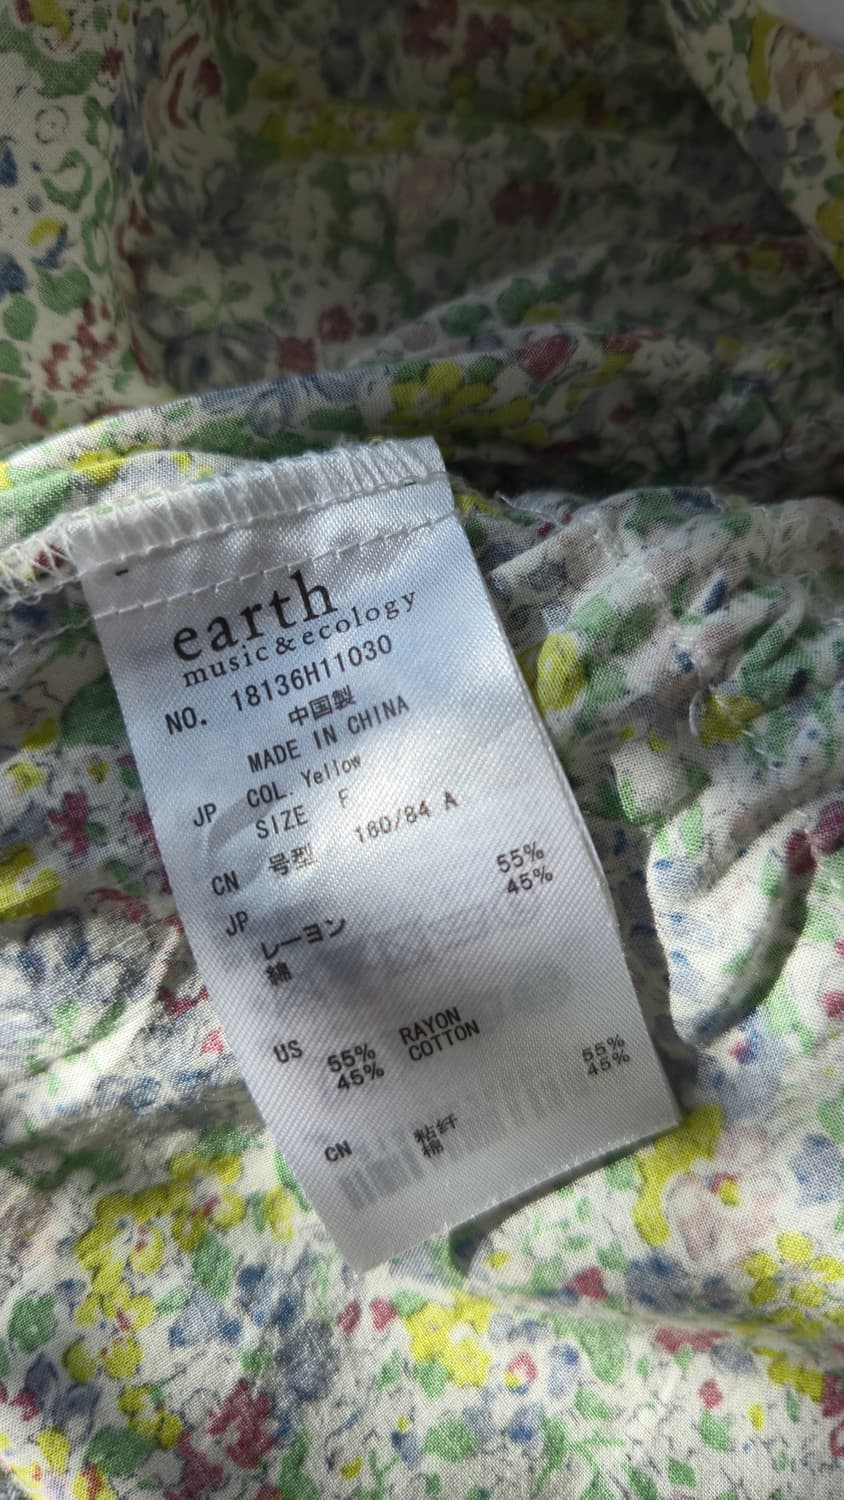 earth
music & ecology
NO. 18136H11030
中国製
MADE IN CHINA
JP COL. Yellow
SIZE F
CN 号型 160/84 A
JP
レーヨン 55%
綿 45%
US 55% RAYON
45% COTTON
CN 粘纤 55%
棉 45%